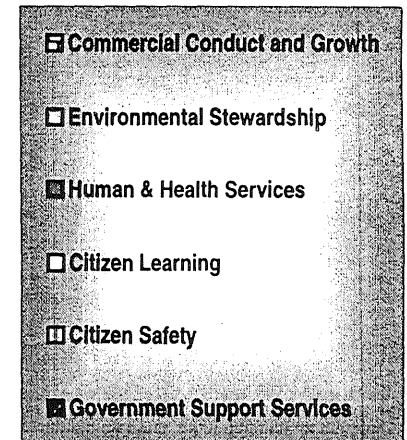 Commercial Conduct and Growth
Environmental Stewardship
Human & Health Services
Citizen Learning
Citizen Safety
Government Support Services